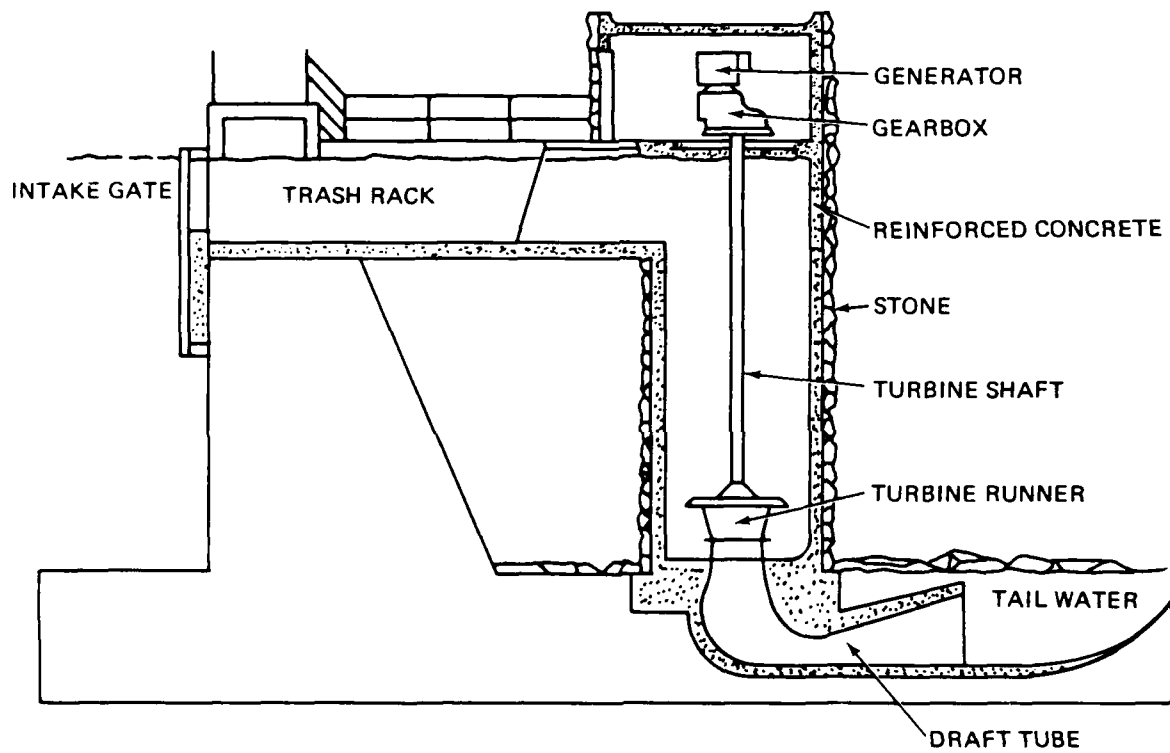 GENERATOR
GEARBOX
INTAKE GATE
TRASH RACK
REINFORCED CONCRETE
STONE
TURBINE SHAFT
TURBINE RUNNER
TAIL WATER
DRAFT TUBE